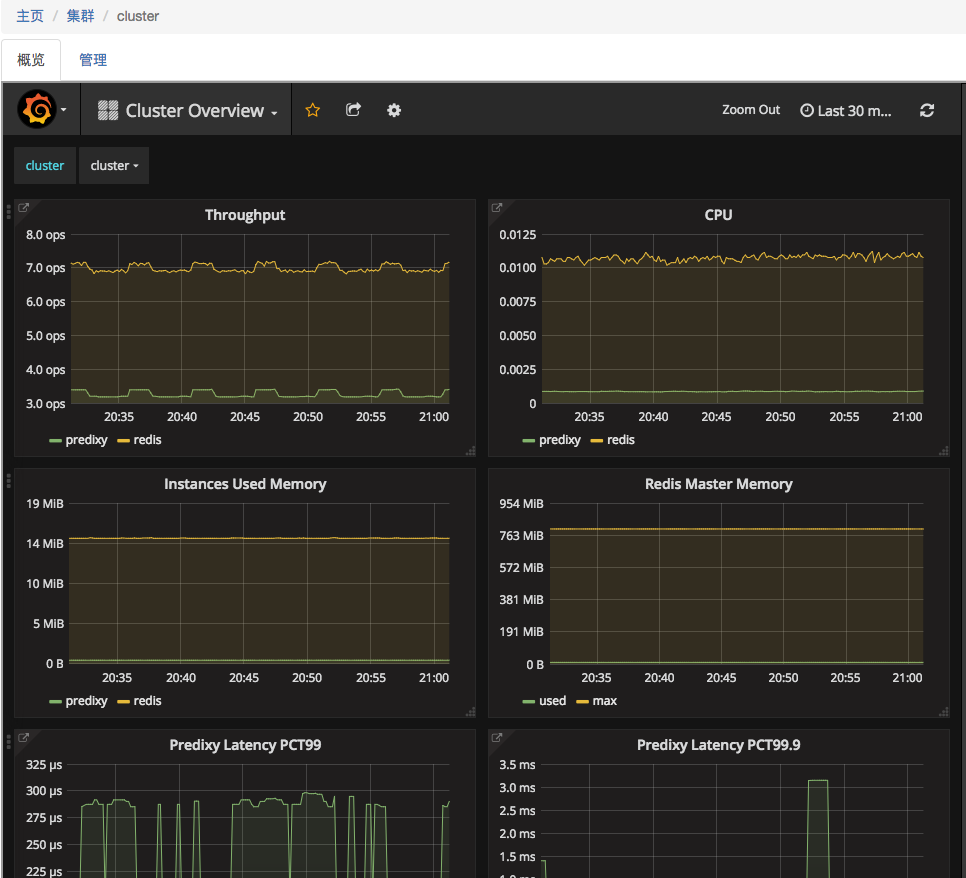 主页 / 集群 / cluster
概览 管理
Cluster Overview Zoom Out Last 30 m...
cluster cluster
Throughput
8.0 ops
7.0 ops
6.0 ops
5.0 ops
4.0 ops
3.0 ops
20:35 20:40 20:45 20:50 20:55 21:00
predixy redis
CPU
0.0125
0.0100
0.0075
0.0050
0.0025
0
20:35 20:40 20:45 20:50 20:55 21:00
predixy redis
Instances Used Memory
19 MiB
14 MiB
10 MiB
5 MiB
0 B
20:35 20:40 20:45 20:50 20:55 21:00
predixy redis
Redis Master Memory
954 MiB
763 MiB
572 MiB
381 MiB
191 MiB
0 B
20:35 20:40 20:45 20:50 20:55 21:00
used max
Predixy Latency PCT99
325 µs
300 µs
275 µs
250 µs
225 µs
Predixy Latency PCT99.9
3.5 ms
3.0 ms
2.5 ms
2.0 ms
1.5 ms